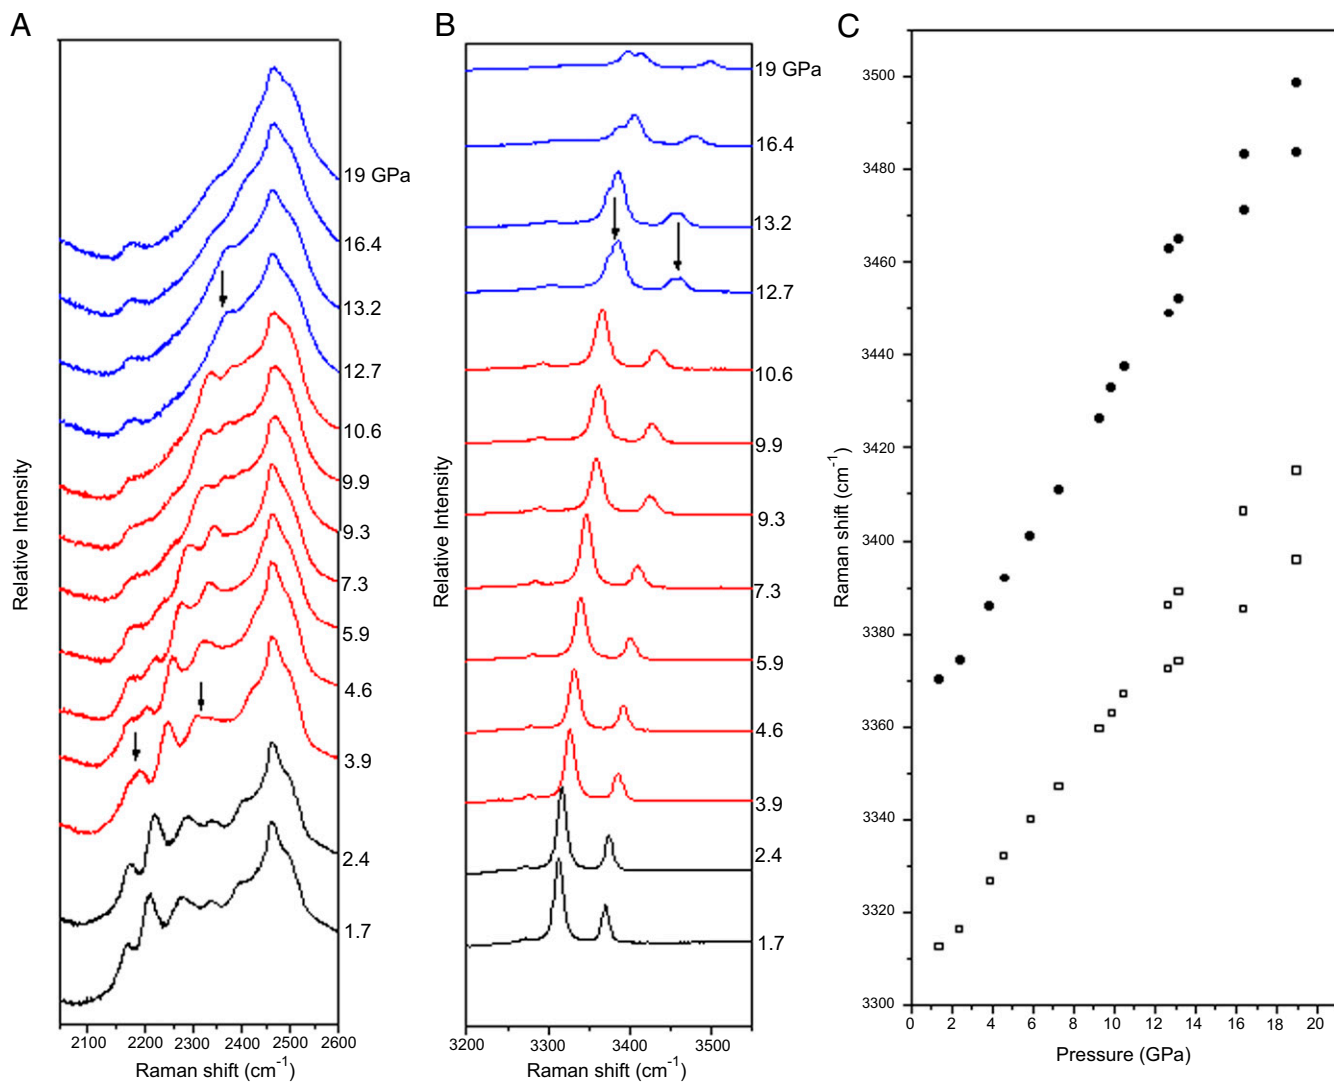 A
Relative Intensity
19 GPa
16.4
13.2
12.7
10.6
9.9
9.3
7.3
5.9
4.6
3.9
2.4
1.7
2100 2200 2300 2400 2500 2600
Raman shift (cm-1)
B
Relative Intensity
19 GPa
16.4
13.2
12.7
10.6
9.9
9.3
7.3
5.9
4.6
3.9
2.4
1.7
3200 3300 3400 3500
Raman shift (cm-1)
C
Raman shift (cm-1)
3500
3480
3460
3440
3420
3400
3380
3360
3340
3320
3300
0 2 4 6 8 10 12 14 16 18 20
Pressure (GPa)